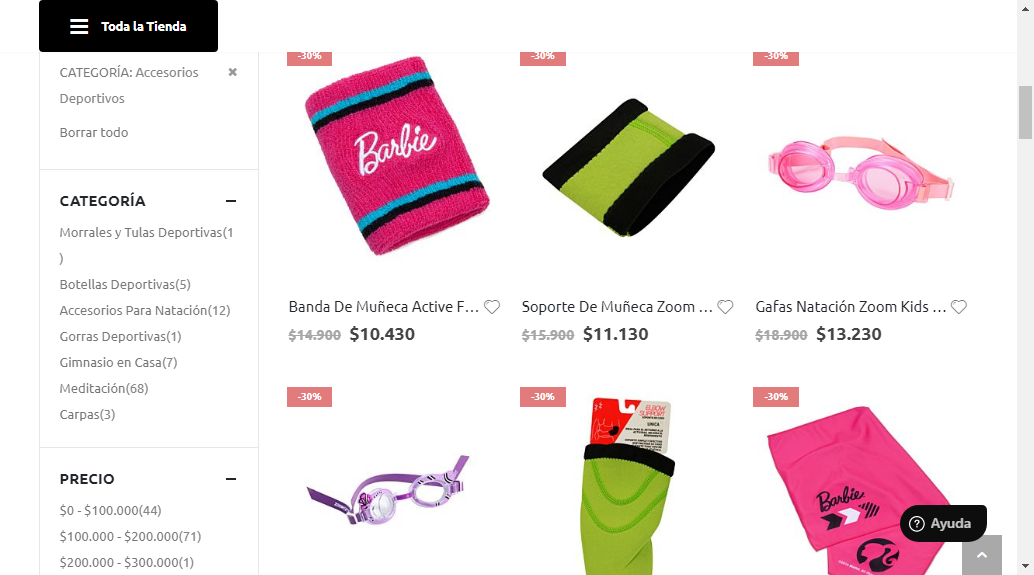 Toda la Tienda
CATEGORÍA: Accesorios
Deportivos
Borrar todo
CATEGORÍA
Morrales y Tulas Deportivas(1
)
Botellas Deportivas(5)
Accesorios Para Natación(12)
Gorras Deportivas(1)
Gimnasio en Casa(7)
Meditación(68)
Carpas(3)
PRECIO
$0 - $100.000(44)
$100.000 - $200.000(71)
$200.000 - $300.000(1)
-30%
-30%
-30%
Barbie
Banda De Muñeca Active F...
$14.900 $10.430
Soporte De Muñeca Zoom ...
$15.900 $11.130
Gafas Natación Zoom Kids ...
$18.900 $13.230
-30%
-30%
-30%
ELBOW
SUPPORT
UNICA
Barbie
Ayuda